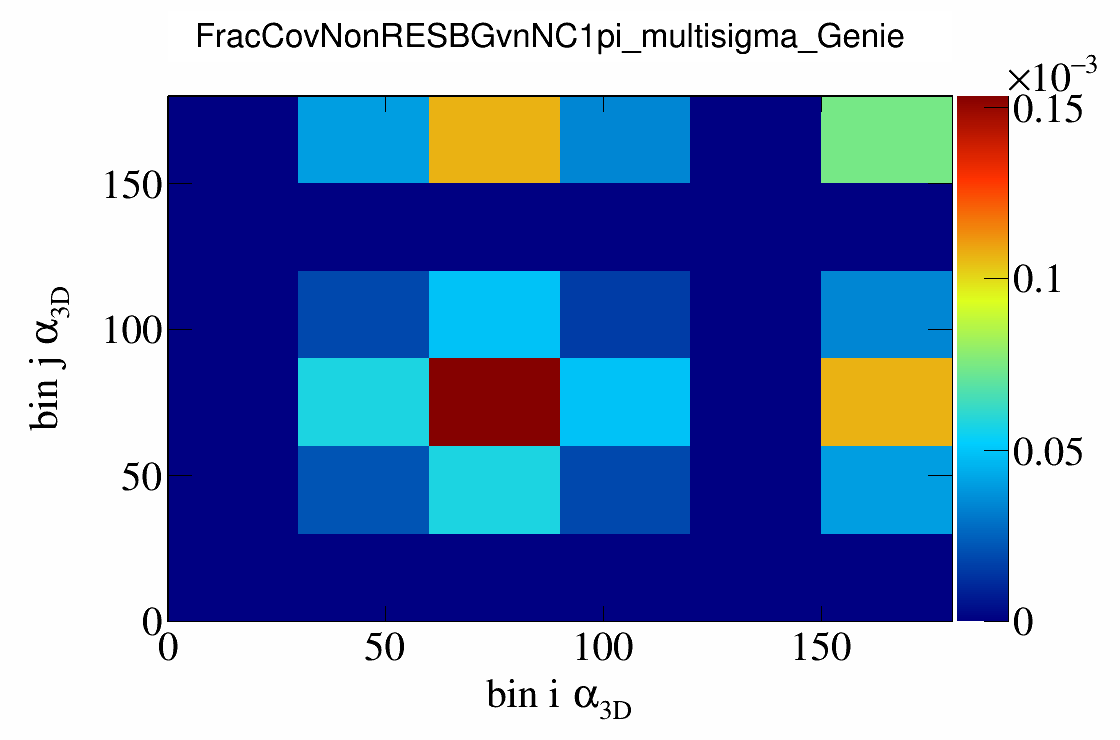 FracCovNonRESBGvnNC1pi_multisigma_Genie
×10⁻³
0.15
150
0.1
bin j α3D
100
0.05
50
0
0
0 50 100 150
bin i α3D